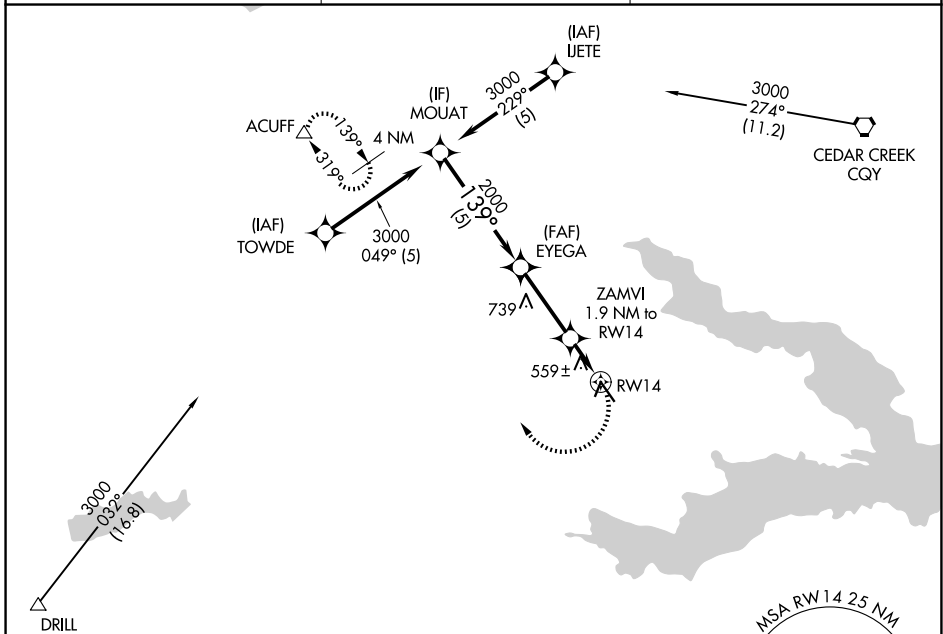 (IAF)
IJETE
3000
229°
(5)
(IF)
MOUAT
3000
274°
(11.2)
CEDAR CREEK
CQY
ACUFF
139°
319°
4 NM
2000
139°
(5)
(IAF)
TOWDE
3000
049° (5)
(FAF)
EYEGA
739
ZAMVI
1.9 NM to
RW14
559 ±
RW14
3000
032°
(16.8)
DRILL
MSA RW14 25 NM